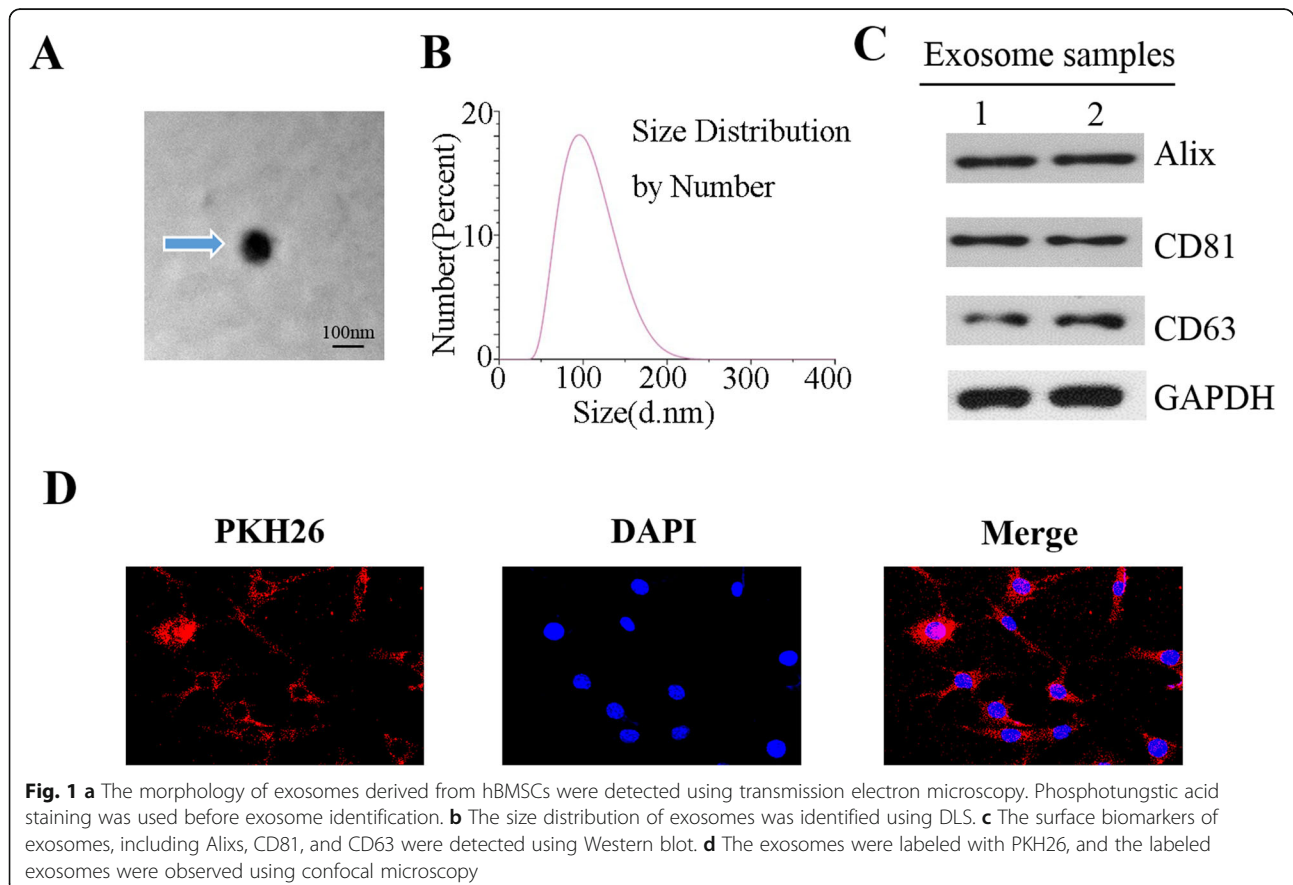 A
100nm
B
Size Distribution
by Number
Number(Percent)
20
10
0
0
100
200
300
400
Size(d.nm)
C
Exosome samples
1 2
Alix
CD81
CD63
GAPDH
D
PKH26
DAPI
Merge
Fig. 1 a The morphology of exosomes derived from hBMSCs were detected using transmission electron microscopy. Phosphotungstic acid
staining was used before exosome identification. b The size distribution of exosomes was identified using DLS. c The surface biomarkers of
exosomes, including Alixs, CD81, and CD63 were detected using Western blot. d The exosomes were labeled with PKH26, and the labeled
exosomes were observed using confocal microscopy